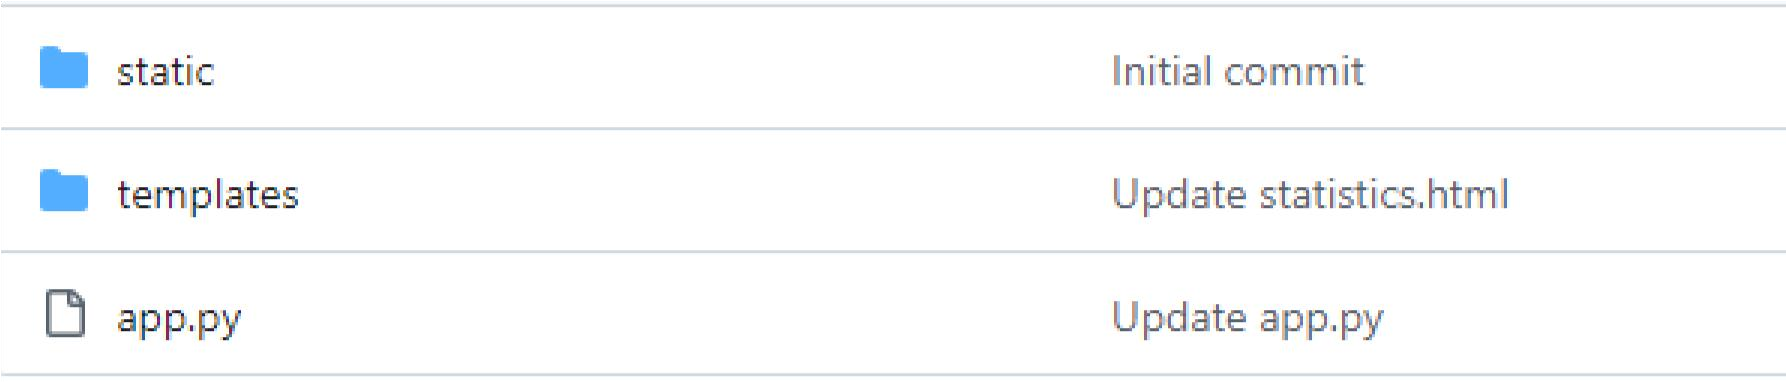 static Initial commit
templates Update statistics.html
app.py Update app.py